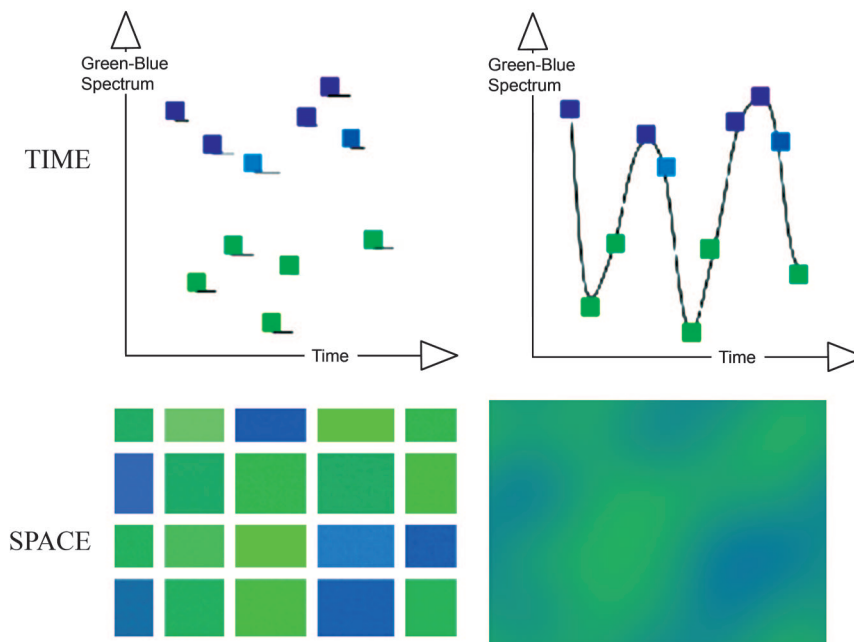 Green-Blue
Spectrum
Green-Blue
Spectrum
TIME
Time
Time
SPACE